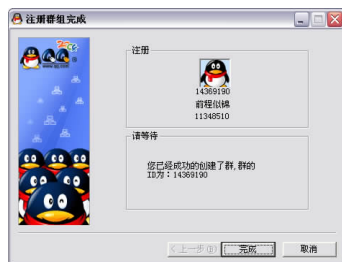 注册群组完成
QQ
注册
14369190
前程似锦
11348510
请等待
您已经成功的创建了群,群的
ID为:14369190
<上一步(B)
完成
取消